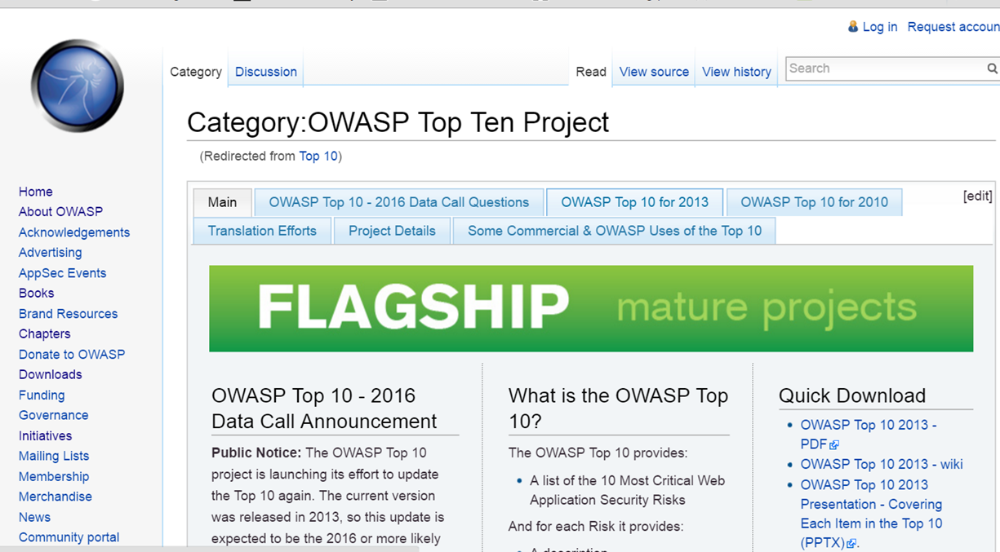 Log in Request accoun
Category Discussion Read View source View history Search
Category:OWASP Top Ten Project
(Redirected from Top 10)
Home
About OWASP
Acknowledgements
Advertising
AppSec Events
Books
Brand Resources
Chapters
Donate to OWASP
Downloads
Funding
Governance
Initiatives
Mailing Lists
Membership
Merchandise
News
Community portal
Main OWASP Top 10 - 2016 Data Call Questions OWASP Top 10 for 2013 OWASP Top 10 for 2010 [edit]
Translation Efforts Project Details Some Commercial & OWASP Uses of the Top 10
FLAGSHIP mature projects
OWASP Top 10 - 2016
Data Call Announcement
Public Notice: The OWASP Top 10
project is launching its effort to update
the Top 10 again. The current version
was released in 2013, so this update is
expected to be the 2016 or more likely
What is the OWASP Top
10?
The OWASP Top 10 provides:
• A list of the 10 Most Critical Web
Application Security Risks
And for each Risk it provides:
Quick Download
• OWASP Top 10 2013 -
PDF
• OWASP Top 10 2013 - wiki
• OWASP Top 10 2013
Presentation - Covering
Each Item in the Top 10
(PPTX).